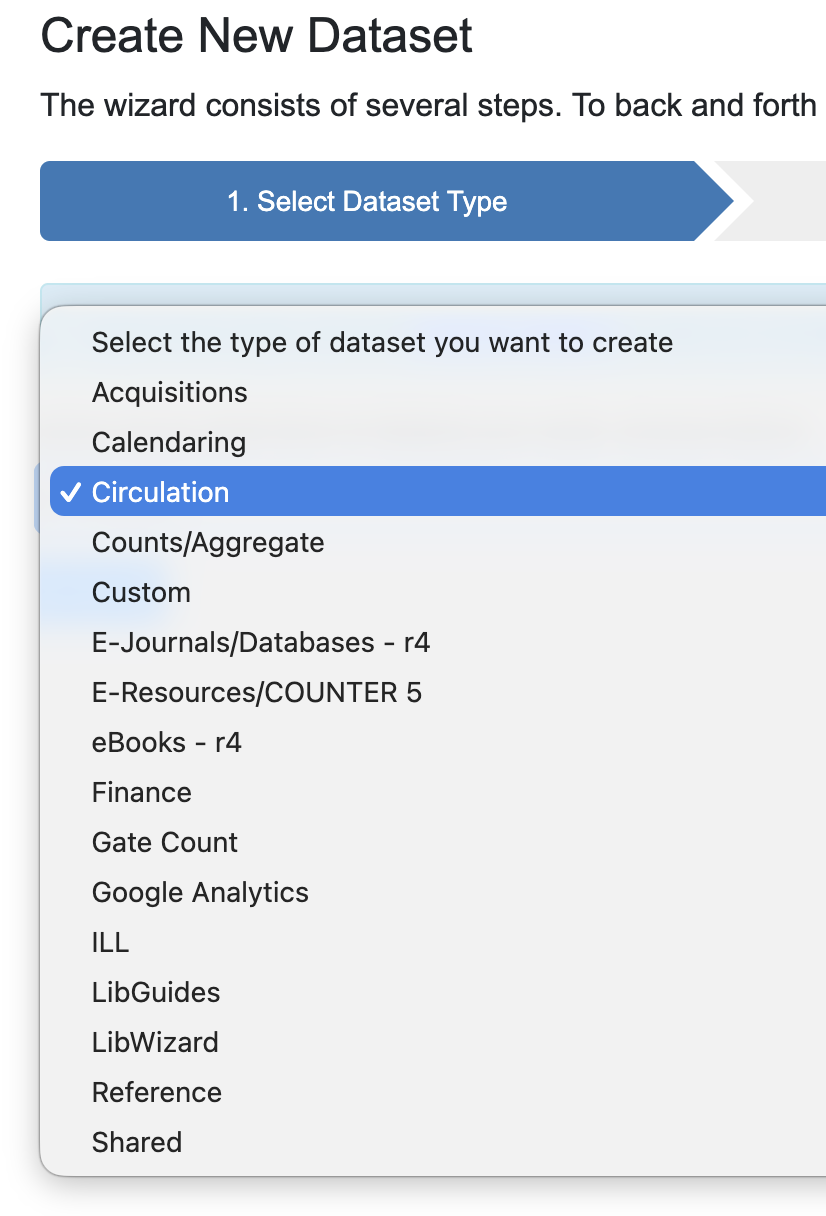 Create New Dataset
The wizard consists of several steps. To back and forth
1. Select Dataset Type
Select the type of dataset you want to create
Acquisitions
Calendaring
✓ Circulation
Counts/Aggregate
Custom
E-Journals/Databases - r4
E-Resources/COUNTER 5
eBooks - r4
Finance
Gate Count
Google Analytics
ILL
LibGuides
LibWizard
Reference
Shared